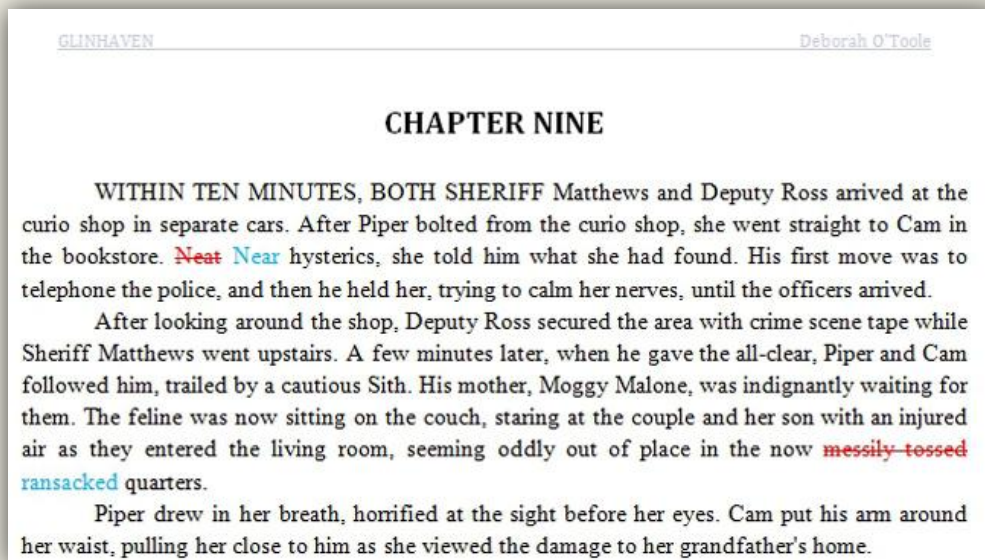 GLINHAVEN Deborah O'Toole
CHAPTER NINE
WITHIN TEN MINUTES, BOTH SHERIFF Matthews and Deputy Ross arrived at the
curio shop in separate cars. After Piper bolted from the curio shop, she went straight to Cam in
the bookstore. Neat Near hysterics, she told him what she had found. His first move was to
telephone the police, and then he held her, trying to calm her nerves, until the officers arrived.
After looking around the shop, Deputy Ross secured the area with crime scene tape while
Sheriff Matthews went upstairs. A few minutes later, when he gave the all-clear, Piper and Cam
followed him, trailed by a cautious Sith. His mother, Moggy Malone, was indignantly waiting for
them. The feline was now sitting on the couch, staring at the couple and her son with an injured
air as they entered the living room, seeming oddly out of place in the now messily tossed
ransacked quarters.
Piper drew in her breath, horrified at the sight before her eyes. Cam put his arm around
her waist, pulling her close to him as she viewed the damage to her grandfather's home.